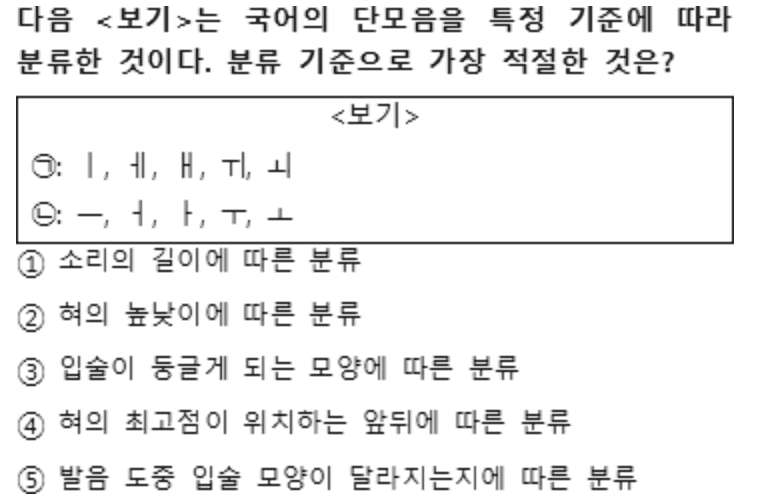 다음 <보기>는 국어의 단모음을 특정 기준에 따라
분류한 것이다. 분류 기준으로 가장 적절한 것은?
<보기>
㉠: ㅣ, ㅔ, ㅐ, ㅟ, ㅚ
㉡: ㅡ, ㅓ, ㅏ, ㅜ, ㅗ
① 소리의 길이에 따른 분류
② 혀의 높낮이에 따른 분류
③ 입술이 둥글게 되는 모양에 따른 분류
④ 혀의 최고점이 위치하는 앞뒤에 따른 분류
⑤ 발음 도중 입술 모양이 달라지는지에 따른 분류